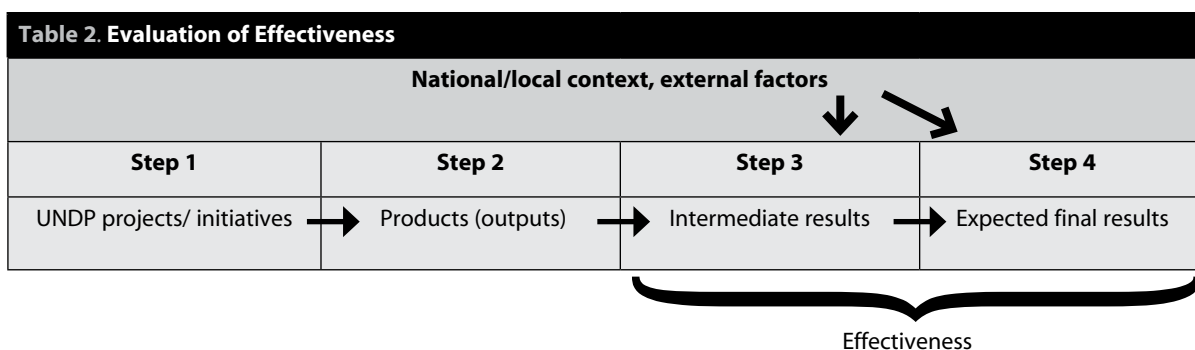 Table 2. Evaluation of Effectiveness
National/local context, external factors
Step 1 Step 2 Step 3 Step 4
UNDP projects/ initiatives Products (outputs) Intermediate results Expected final results
Effectiveness